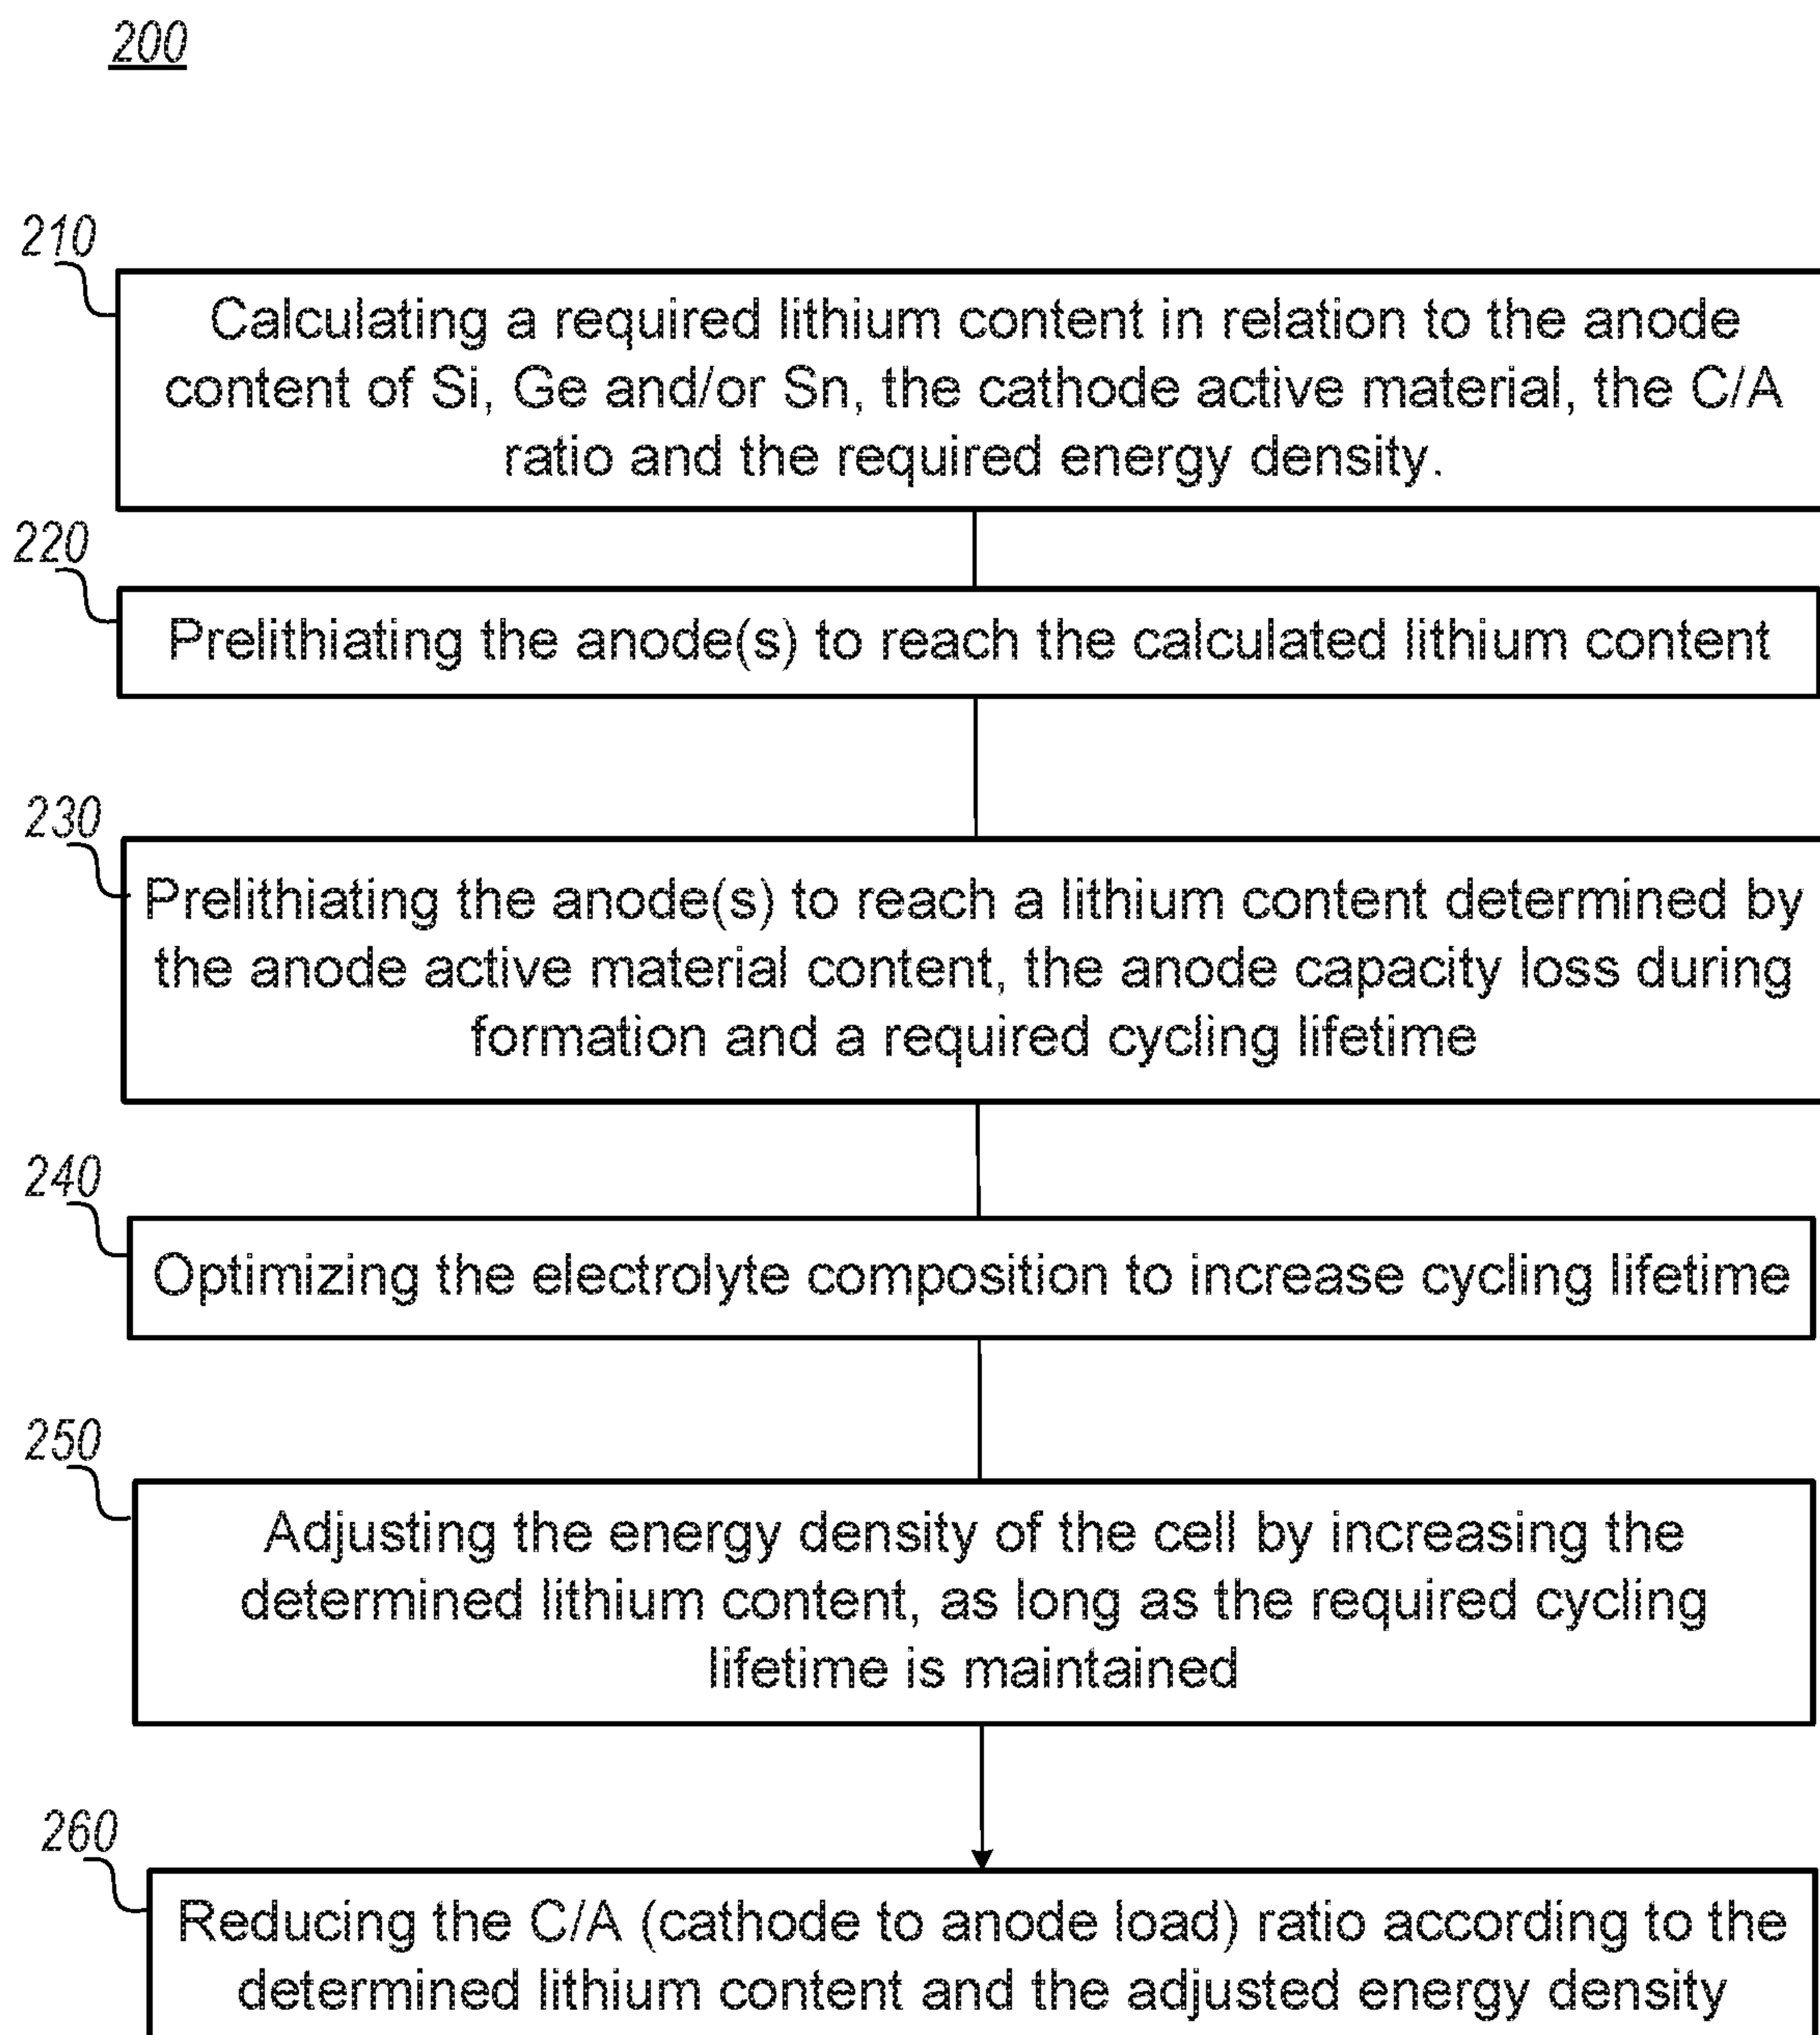 200
210
Calculating a required lithium content in relation to the anode
content of Si, Ge and/or Sn, the cathode active material, the C/A
ratio and the required energy density.
220
Prelithiating the anode(s) to reach the calculated lithium content
230
Prelithiating the anode(s) to reach a lithium content determined by
the anode active material content, the anode capacity loss during
formation and a required cycling lifetime
240
Optimizing the electrolyte composition to increase cycling lifetime
250
Adjusting the energy density of the cell by increasing the
determined lithium content, as long as the required cycling
lifetime is maintained
260
Reducing the C/A (cathode to anode load) ratio according to the
determined lithium content and the adjusted energy density